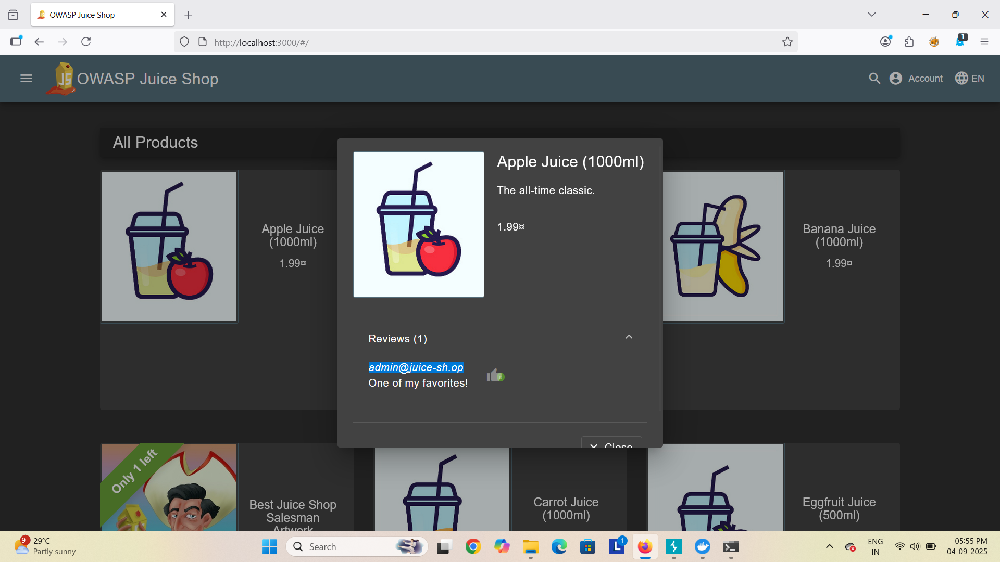 OWASP Juice Shop
http://localhost:3000/#/
1
OWASP Juice Shop
Account
EN
All Products
Apple Juice (1000ml)
The all-time classic.
1.99¤
Apple Juice
(1000ml)
1.99¤
Banana Juice
(1000ml)
1.99¤
Reviews (1)
admin@juice-sh.op
One of my favorites!
0
Close
Only 1 left
Best Juice Shop
Salesman
Artwork
Carrot Juice
(1000ml)
Eggfruit Juice
(500ml)
9+
29°C
Partly sunny
Search
L
1
ENG
IN
05:55 PM
04-09-2025